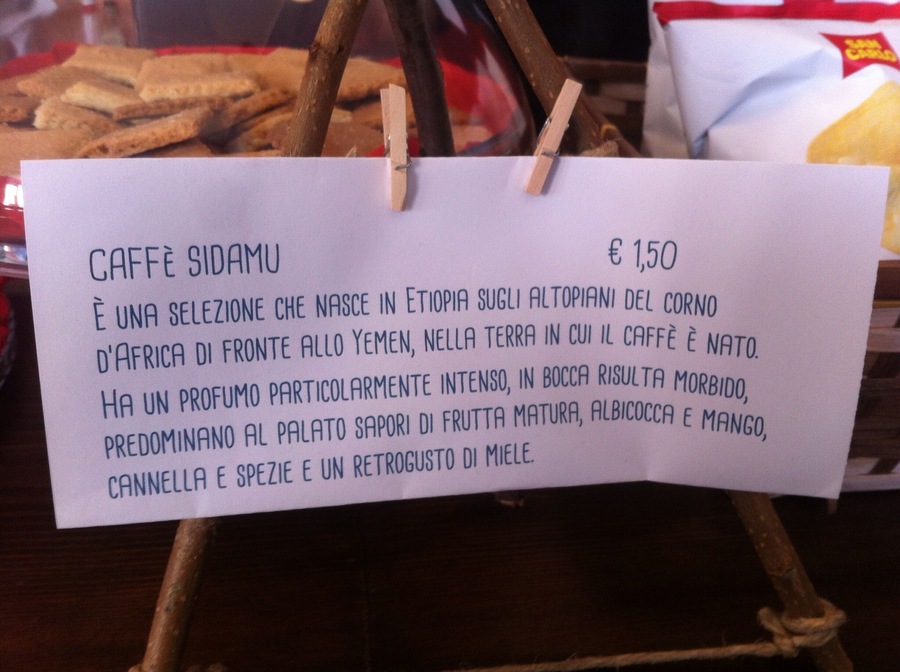 SAN
CARLO
CAFFÈ SIDAMU € 1,50
È UNA SELEZIONE CHE NASCE IN ETIOPIA SUGLI ALTOPIANI DEL CORNO
D'AFRICA DI FRONTE ALLO YEMEN, NELLA TERRA IN CUI IL CAFFÈ È NATO.
HA UN PROFUMO PARTICOLARMENTE INTENSO, IN BOCCA RISULTA MORBIDO,
PREDOMINANO AL PALATO SAPORI DI FRUTTA MATURA, ALBICOCCA E MANGO,
CANNELLA E SPEZIE E UN RETROGUSTO DI MIELE.